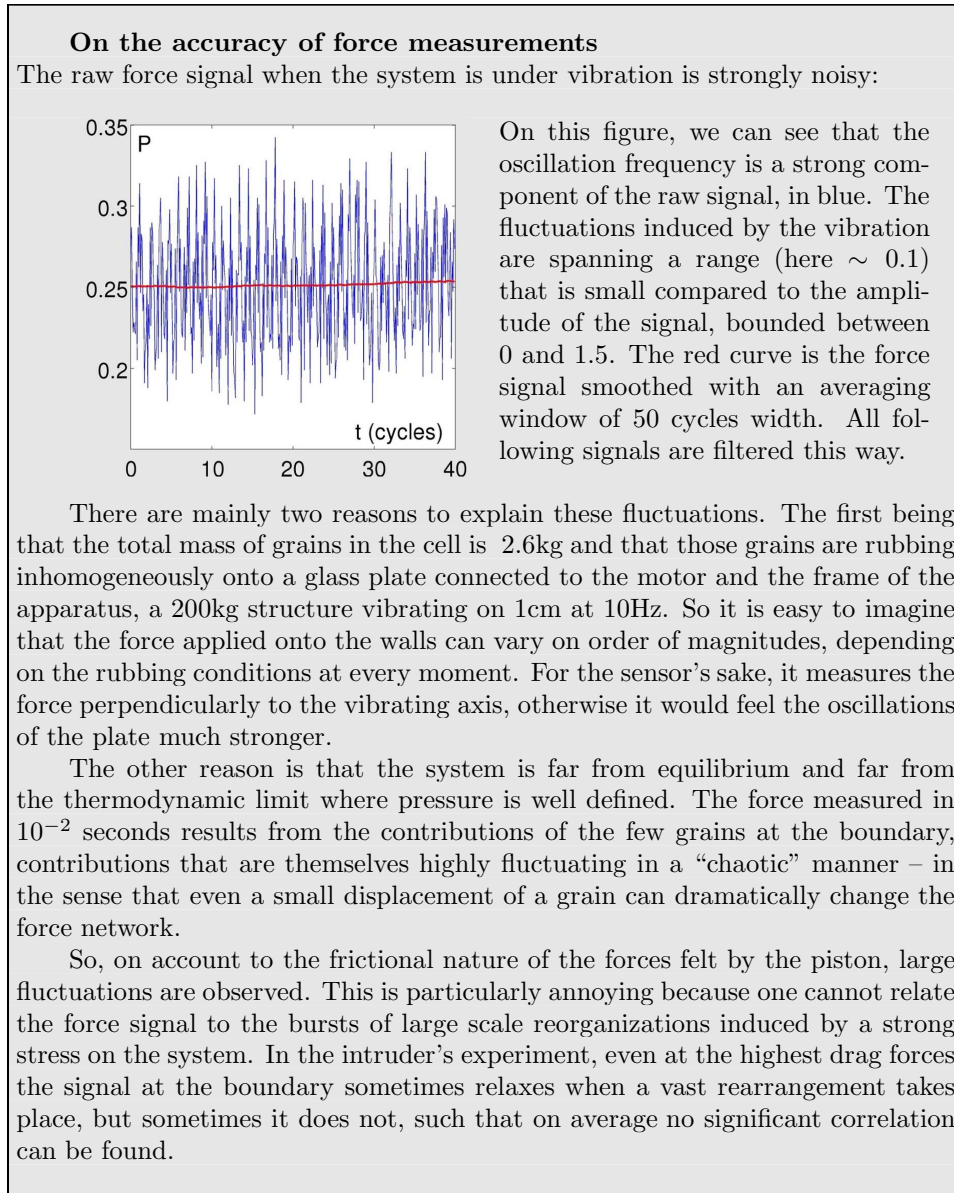 On the accuracy of force measurements
The raw force signal when the system is under vibration is strongly noisy:
0.35
P
0.3
0.25
0.2
t (cycles)
0 10 20 30 40
On this figure, we can see that the
oscillation frequency is a strong com-
ponent of the raw signal, in blue. The
fluctuations induced by the vibration
are spanning a range (here ∼ 0.1)
that is small compared to the ampli-
tude of the signal, bounded between
0 and 1.5. The red curve is the force
signal smoothed with an averaging
window of 50 cycles width. All fol-
lowing signals are filtered this way.
There are mainly two reasons to explain these fluctuations. The first being
that the total mass of grains in the cell is 2.6kg and that those grains are rubbing
inhomogeneously onto a glass plate connected to the motor and the frame of the
apparatus, a 200kg structure vibrating on 1cm at 10Hz. So it is easy to imagine
that the force applied onto the walls can vary on order of magnitudes, depending
on the rubbing conditions at every moment. For the sensor's sake, it measures the
force perpendicularly to the vibrating axis, otherwise it would feel the oscillations
of the plate much stronger.
The other reason is that the system is far from equilibrium and far from
the thermodynamic limit where pressure is well defined. The force measured in
10⁻² seconds results from the contributions of the few grains at the boundary,
contributions that are themselves highly fluctuating in a "chaotic" manner – in
the sense that even a small displacement of a grain can dramatically change the
force network.
So, on account to the frictional nature of the forces felt by the piston, large
fluctuations are observed. This is particularly annoying because one cannot relate
the force signal to the bursts of large scale reorganizations induced by a strong
stress on the system. In the intruder's experiment, even at the highest drag forces
the signal at the boundary sometimes relaxes when a vast rearrangement takes
place, but sometimes it does not, such that on average no significant correlation
can be found.